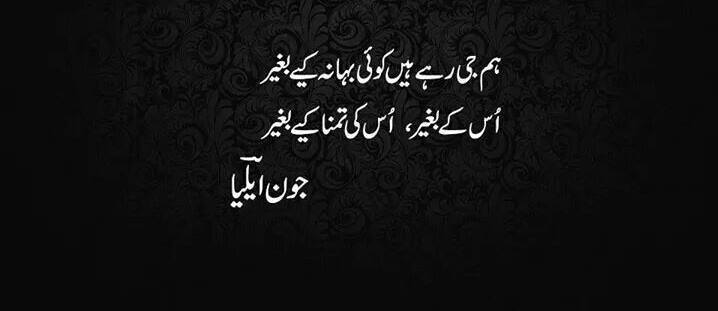 ہم جی رہے ہیں کوئی بہانہ کیے بغیر
اُس کے بغیر، اُس کی تمنا کیے بغیر
جون ایلیا